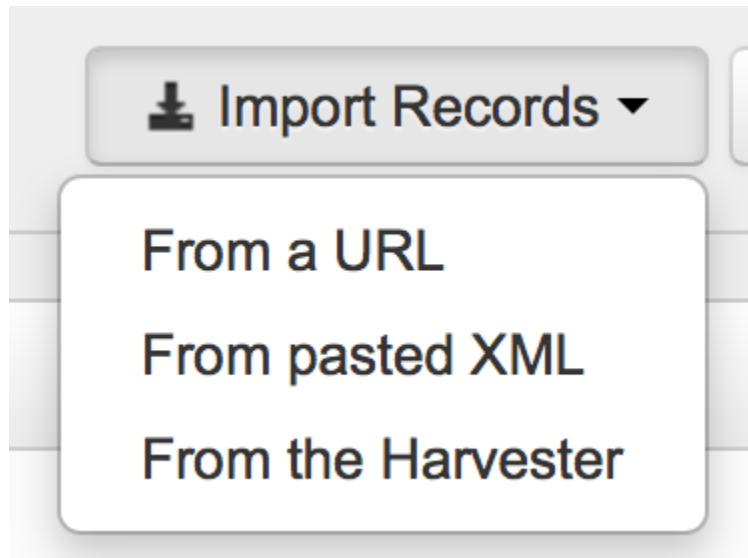 Import Records
From a URL
From pasted XML
From the Harvester